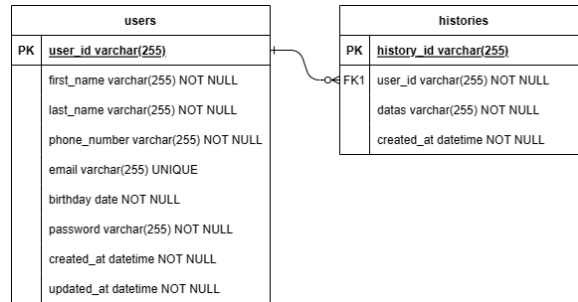 users
PK user_id varchar(255)
first_name varchar(255) NOT NULL
last_name varchar(255) NOT NULL
phone_number varchar(255) NOT NULL
email varchar(255) UNIQUE
birthday date NOT NULL
password varchar(255) NOT NULL
created_at datetime NOT NULL
updated_at datetime NOT NULL
histories
PK history_id varchar(255)
FK1 user_id varchar(255) NOT NULL
datas varchar(255) NOT NULL
created_at datetime NOT NULL